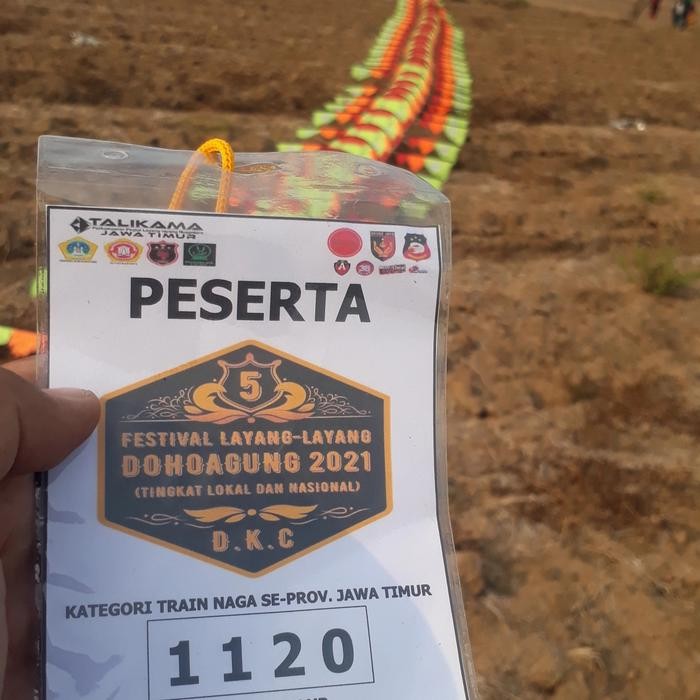 TALIKAMA
JAWA TIMUR
PESERTA
5
FESTIVAL LAYANG-LAYANG
DOHOAGUNG 2021
(TINGKAT LOKAL DAN NASIONAL)
D.K.C
KATEGORI TRAIN NAGA SE-PROV. JAWA TIMUR
1120